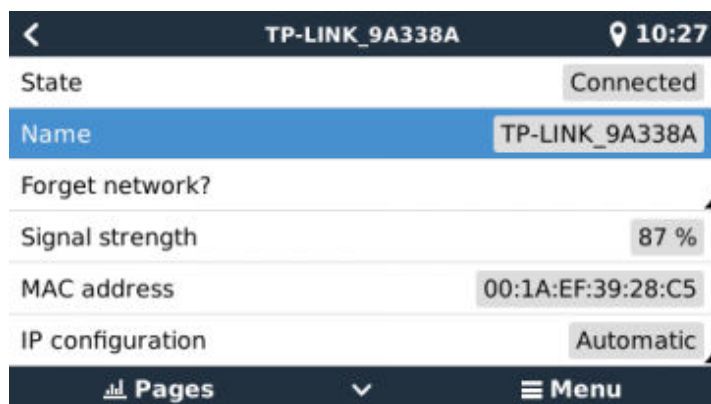 TP-LINK_9A338A 10:27
State Connected
Name TP-LINK_9A338A
Forget network?
Signal strength 87 %
MAC address 00:1A:EF:39:28:C5
IP configuration Automatic
Pages Menu